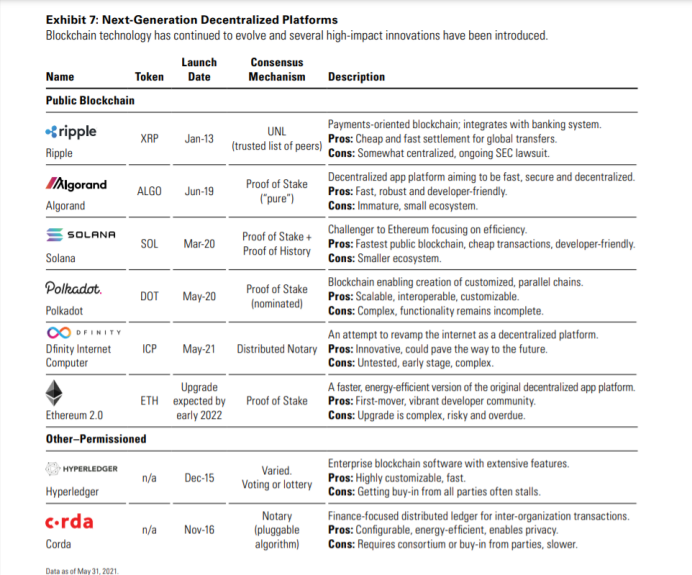 Exhibit 7: Next-Generation Decentralized Platforms
Blockchain technology has continued to evolve and several high-impact innovations have been introduced.
Name Token Launch Date Consensus Mechanism Description
Public Blockchain
ripple
Ripple
XRP
Jan-13
UNL
(trusted list of peers)
Payments-oriented blockchain; integrates with banking system.
Pros: Cheap and fast settlement for global transfers.
Cons: Somewhat centralized, ongoing SEC lawsuit.
Algorand
Algorand
ALGO
Jun-19
Proof of Stake
("pure")
Decentralized app platform aiming to be fast, secure and decentralized.
Pros: Fast, robust and developer-friendly.
Cons: Immature, small ecosystem.
SOLANA
Solana
SOL
Mar-20
Proof of Stake +
Proof of History
Challenger to Ethereum focusing on efficiency.
Pros: Fastest public blockchain, cheap transactions, developer-friendly.
Cons: Smaller ecosystem.
Polkadot.
Polkadot
DOT
May-20
Proof of Stake
(nominated)
Blockchain enabling creation of customized, parallel chains.
Pros: Scalable, interoperable, customizable.
Cons: Complex, functionality remains incomplete.
DFINITY
Dfinity Internet
Computer
ICP
May-21
Distributed Notary
An attempt to revamp the internet as a decentralized platform.
Pros: Innovative, could pave the way to the future.
Cons: Untested, early stage, complex.
Ethereum 2.0
ETH
Upgrade
expected by
early 2022
Proof of Stake
A faster, energy-efficient version of the original decentralized app platform.
Pros: First-mover, vibrant developer community.
Cons: Upgrade is complex, risky and overdue.
Other–Permissioned
HYPERLEDGER
Hyperledger
n/a
Dec-15
Varied.
Voting or lottery
Enterprise blockchain software with extensive features.
Pros: Highly customizable, fast.
Cons: Getting buy-in from all parties often stalls.
c·rda
Corda
n/a
Nov-16
Notary
(pluggable
algorithm)
Finance-focused distributed ledger for inter-organization transactions.
Pros: Configurable, energy-efficient, enables privacy.
Cons: Requires consortium or buy-in from parties, slower.
Data as of May 31, 2021.